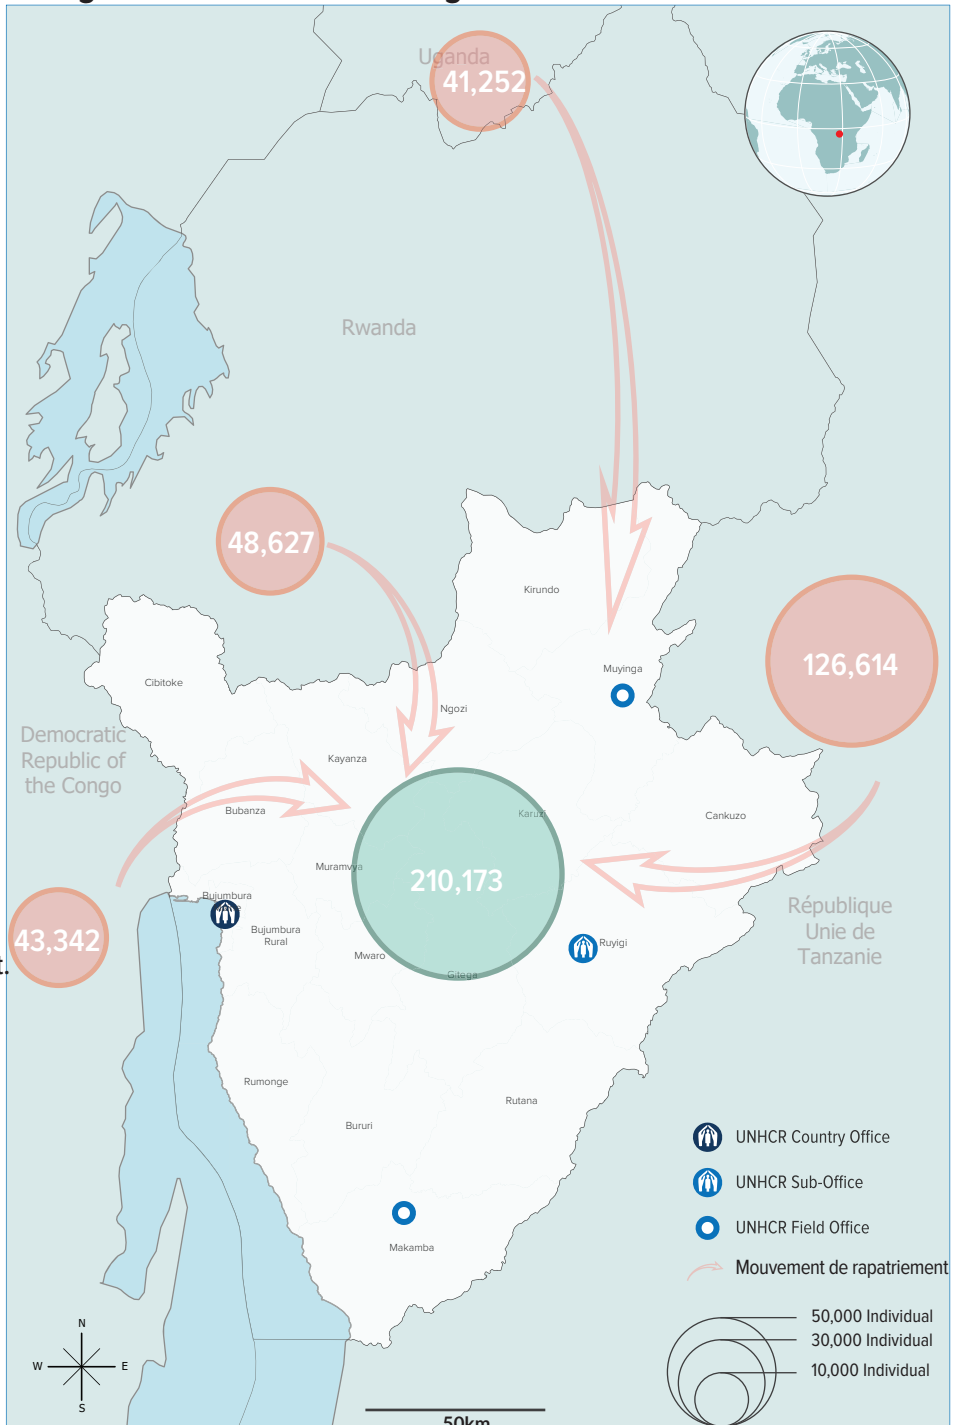 Uganda
41,252
Rwanda
48,627
Kirundo
126,614
Muyinga
Cibitoke
Ngozi
Democratic
Republic of
the Congo
Kayanza
Bubanza
Karuzi
Cankuzo
Muramvya
210,173
Bujumbura
République
Unie de
Tanzanie
43,342
Bujumbura
Rural
Ruyigi
Mwaro
t.
Gitega
Rumonge
Rutana
Bururi
UNHCR Country Office
UNHCR Sub-Office
UNHCR Field Office
Makamba
Mouvement de rapatriement
50,000 Individual
30,000 Individual
10,000 Individual
N
W
E
S
50km